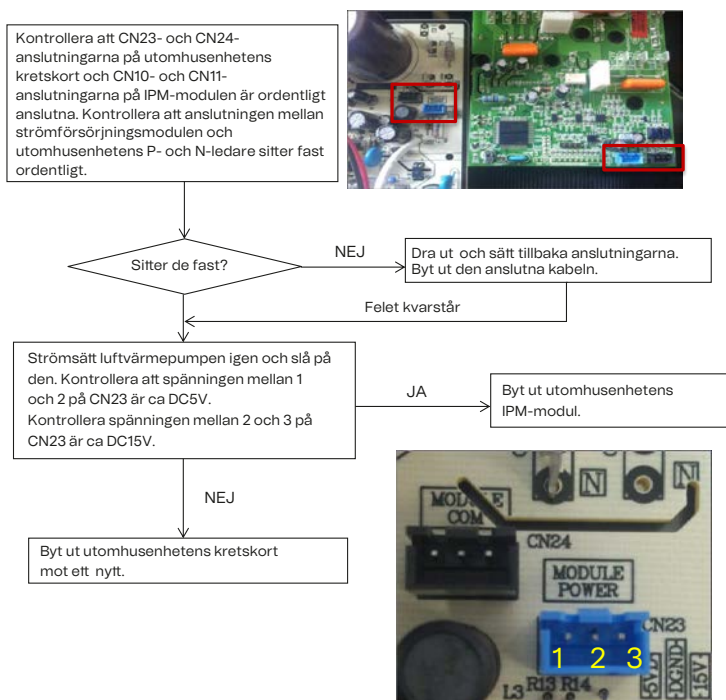 Kontrollera att CN23- och CN24-
anslutningarna på utomhusenhetens
kretskort och CN10- och CN11-
anslutningarna på IPM-modulen är ordentligt
anslutna. Kontrollera att anslutningen mellan
strömförsörjningsmodulen och
utomhusenhetens P- och N-ledare sitter fast
ordentligt.
Sitter de fast?
NEJ
Dra ut och sätt tillbaka anslutningarna.
Byt ut den anslutna kabeln.
Felet kvarstår
Strömsätt luftvärmepumpen igen och slå på
den. Kontrollera att spänningen mellan 1
och 2 på CN23 är ca DC5V.
Kontrollera spänningen mellan 2 och 3 på
CN23 är ca DC15V.
JA
Byt ut utomhusenhetens
IPM-modul.
NEJ
Byt ut utomhusenhetens kretskort
mot ett nytt.
N
N
MODULE
COM
CN24
MODULE
POWER
CN23
1 2 3
L3 R13 R14
5V
DGND
15V